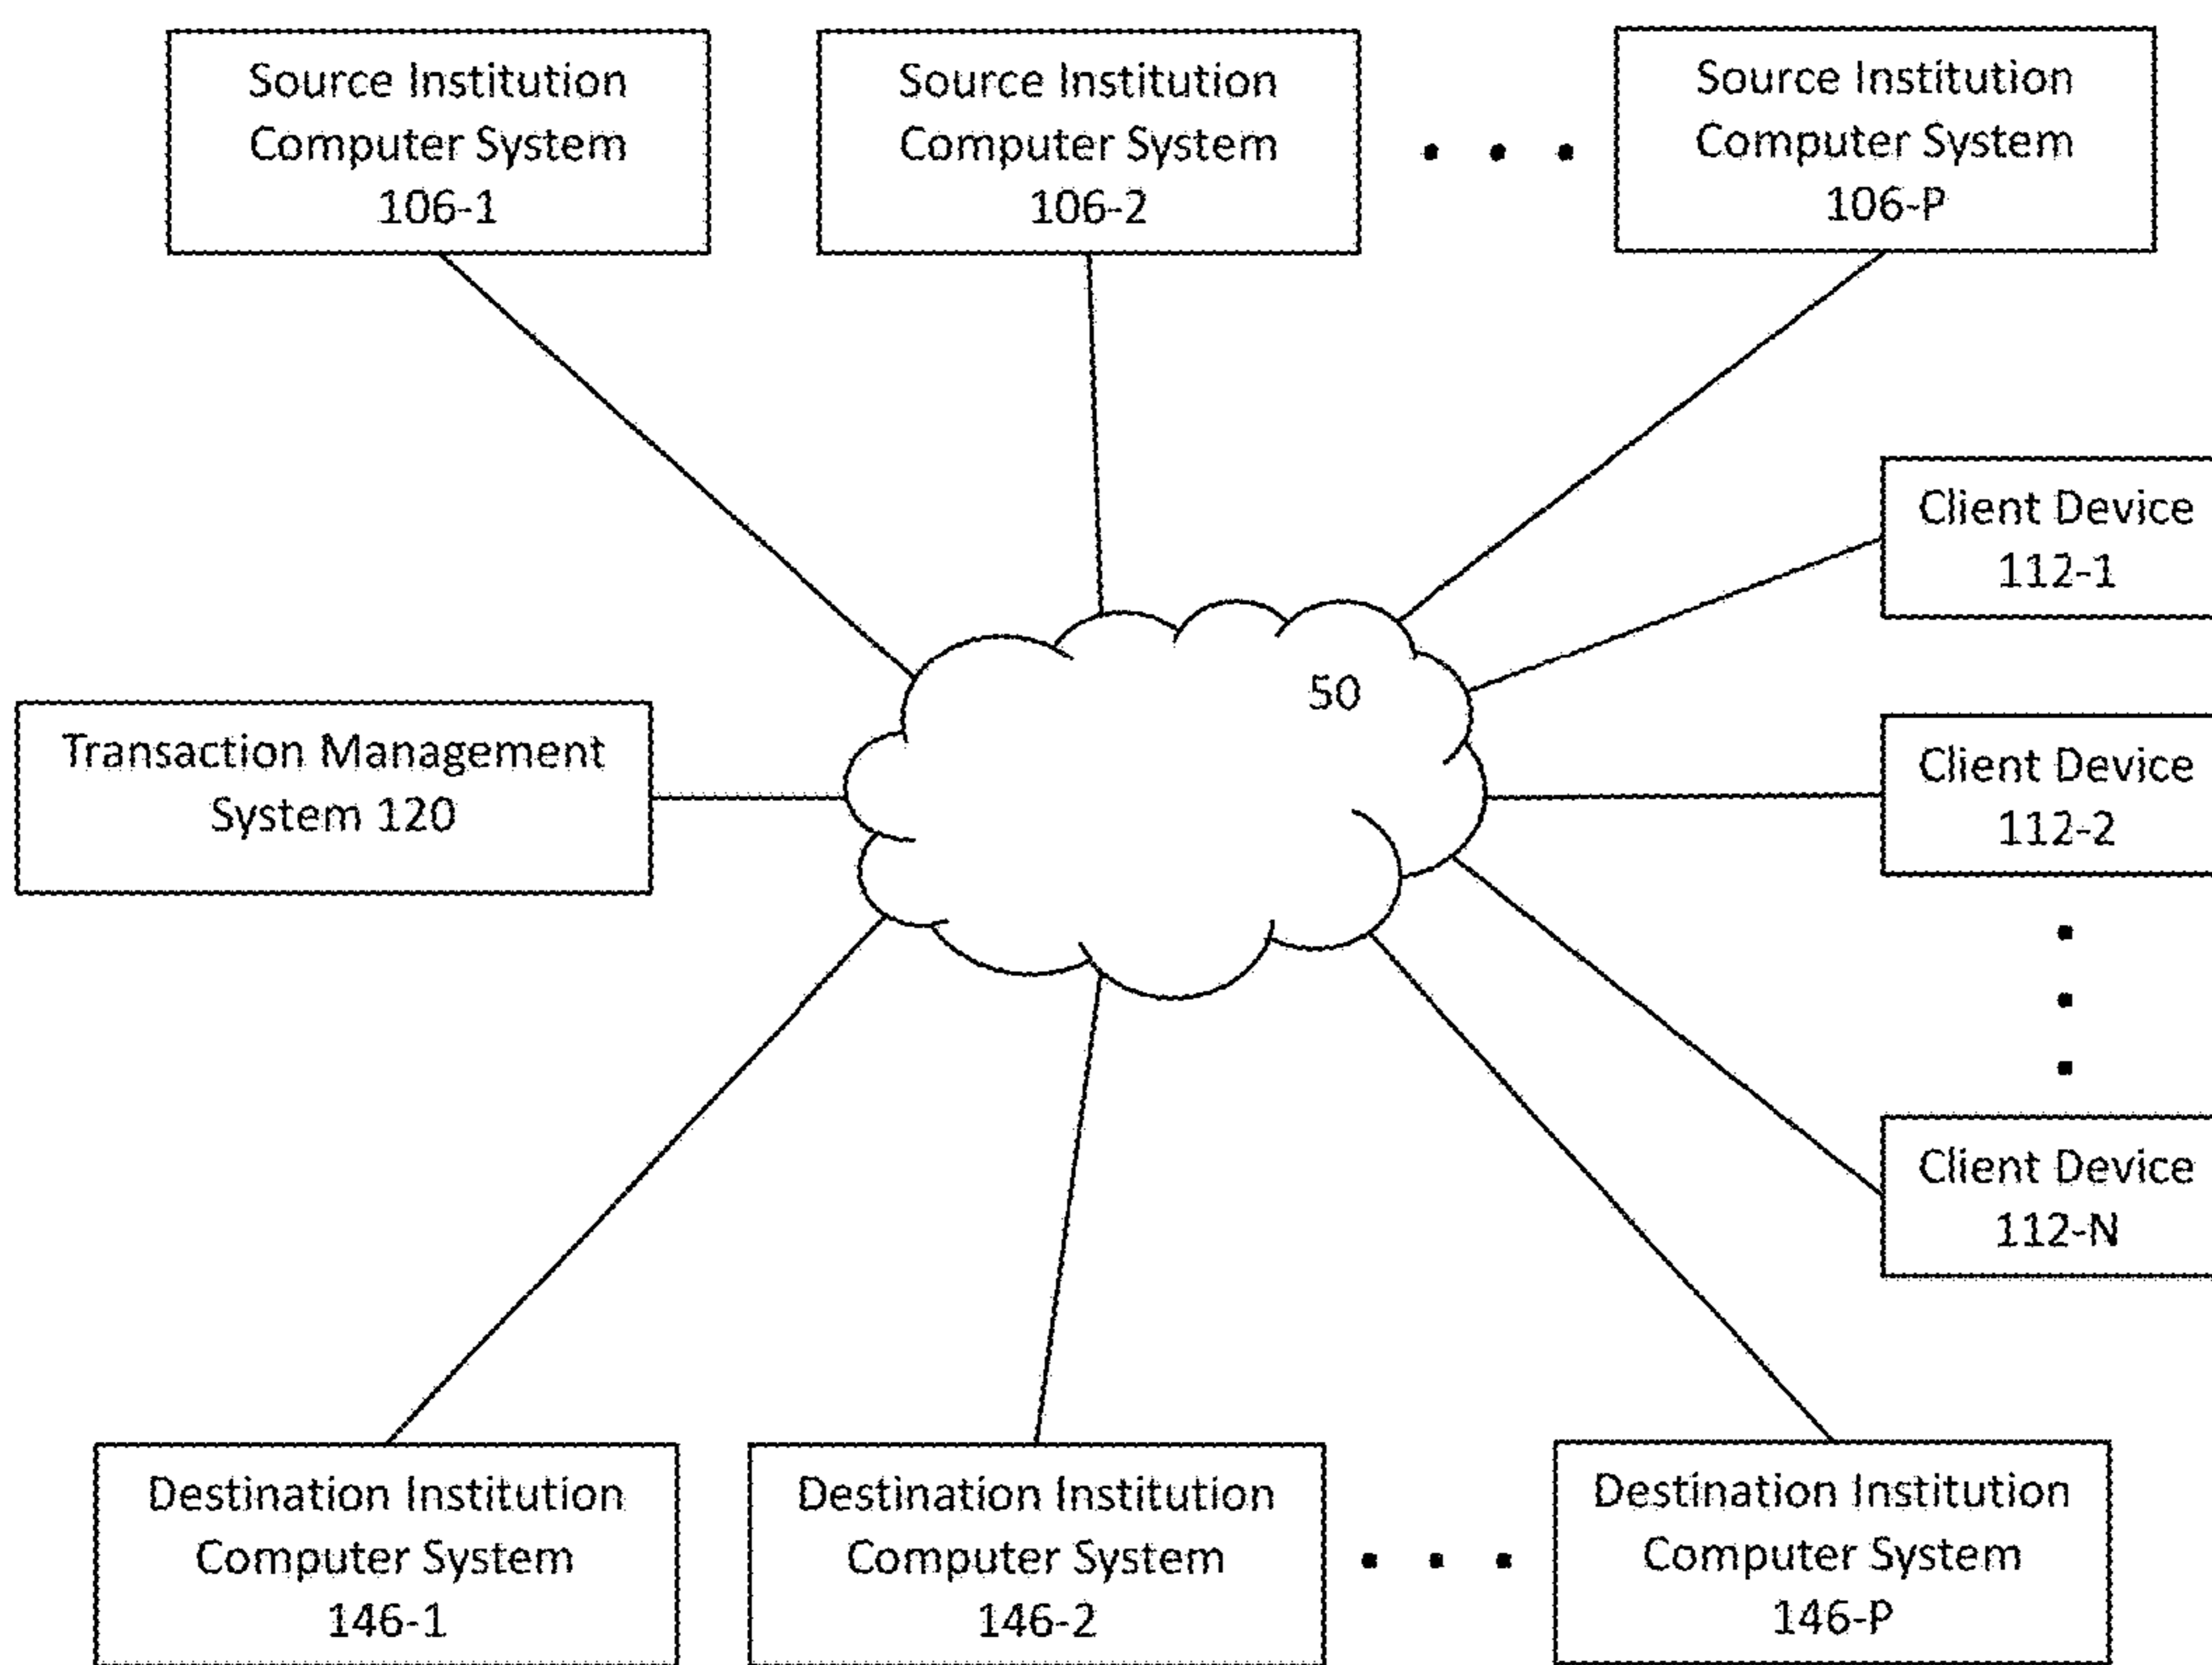 Source Institution
Computer System
106-1
Source Institution
Computer System
106-2
Source Institution
Computer System
106-P
Client Device
112-1
50
Transaction Management
System 120
Client Device
112-2
Client Device
112-N
Destination Institution
Computer System
146-1
Destination Institution
Computer System
146-2
Destination Institution
Computer System
146-P